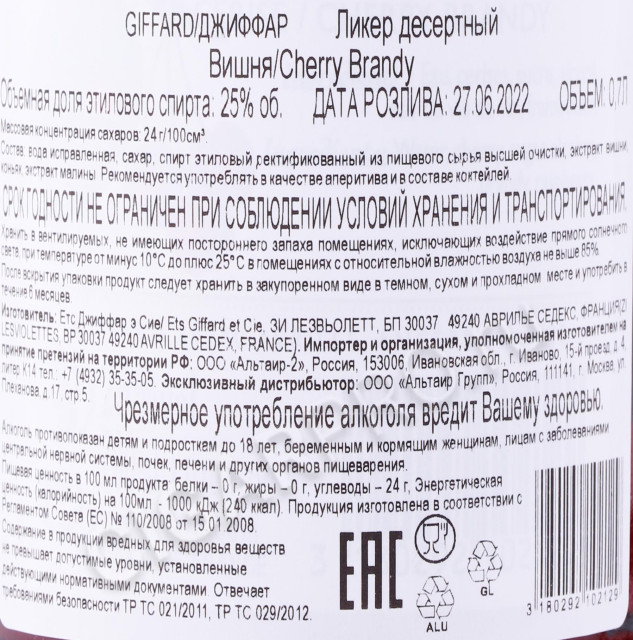 GIFFARD/ДЖИФФАР Ликер десертный
Вишня/Cherry Brandy
Объемная доля этилового спирта: 25% об. ДАТА РОЗЛИВА: 27.06.2022 ОБЪЕМ: 0,7Л
Массовая концентрация сахаров: 24 г/100см³.
Состав: вода исправленная, сахар, спирт этиловый ректификованный из пищевого сырья высшей очистки, экстракт вишни,
коньяк, экстракт малины. Рекомендуется употреблять в качестве аперитива и в составе коктейлей.
СРОК ГОДНОСТИ НЕ ОГРАНИЧЕН ПРИ СОБЛЮДЕНИИ УСЛОВИЙ ХРАНЕНИЯ И ТРАНСПОРТИРОВАНИЯ.
Хранить в вентилируемых, не имеющих постороннего запаха помещениях, исключающих воздействие прямого солнечного
света, при температуре от минус 10°С до плюс 25°С в помещениях с относительной влажностью воздуха не выше 85%.
После вскрытия упаковки продукт следует хранить в закупоренном виде в темном, сухом и прохладном месте и употребить в
течение 6 месяцев.
Изготовитель: Етс Джиффар э Сие/ Ets Giffard et Cie. ЗИ ЛЕЗВЬОЛЕТТ, БП 30037 49240 АВРИЛЬЕ СЕДЕКС, ФРАНЦИЯ(ZI
LESVIOLETTES, BP 30037 49240 AVRILLE CEDEX, FRANCE). Импортер и организация, уполномоченная изготовителем на
принятие претензий на территории РФ: ООО «Альтаир-2», Россия, 153006, Ивановская обл., г. Иваново, 15-й проезд, д. 4,
литер К14 тел.: +7 (4932) 35-35-05. Эксклюзивный дистрибьютор: ООО «Альтаир Групп», Россия, 111141, г. Москва, ул.
Плеханова, д.17, стр.5.
Чрезмерное употребление алкоголя вредит Вашему здоровью.
Алкоголь противопоказан детям и подросткам до 18 лет, беременным и кормящим женщинам, лицам с заболеваниями
центральной нервной системы, почек, печени и других органов пищеварения.
Пищевая ценность в 100 мл продукта: белки – 0 г, жиры – 0 г, углеводы – 24 г, Энергетическая
ценность (калорийность) на 100мл - 1000 кДж (240 ккал). Продукция изготовлена в соответствии с
Регламентом Совета (ЕС) № 110/2008 от 15.01.2008.
Содержание в продукции вредных для здоровья веществ
не превышает допустимые уровни, установленные
действующими нормативными документами. Отвечает
требованиями безопасности ТР ТС 021/2011, ТР ТС 029/2012.
EAC
ALU
GL
3 180292 102129